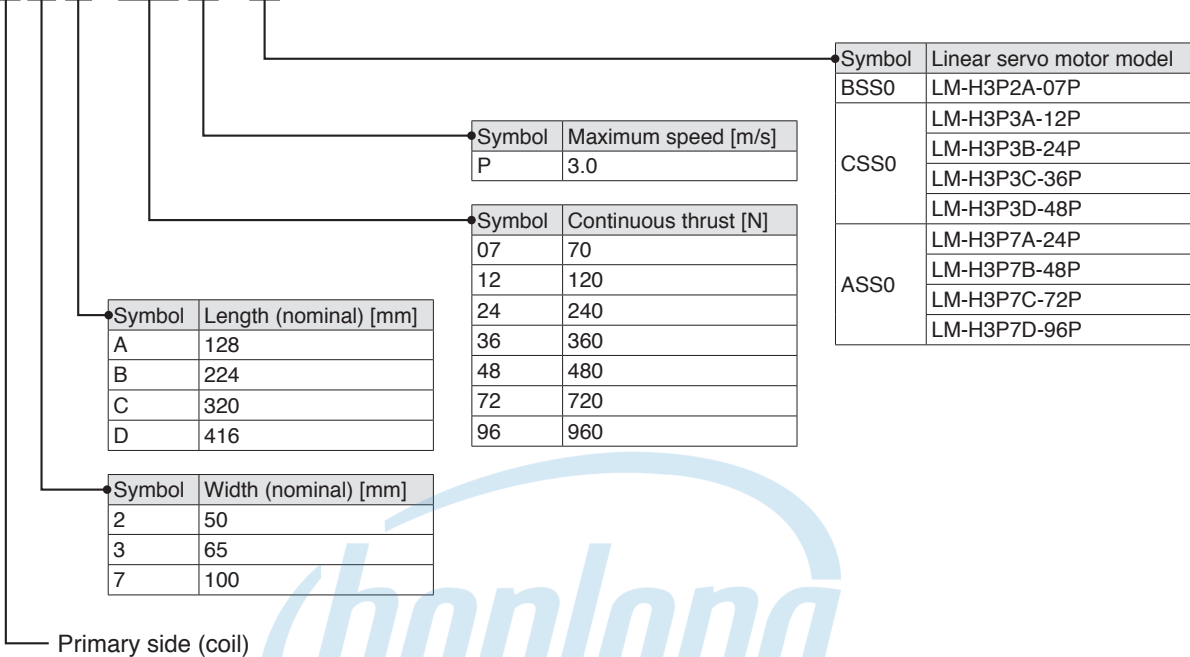 Symbol Linear servo motor model
BSS0 LM-H3P2A-07P
CSS0 LM-H3P3A-12P
LM-H3P3B-24P
LM-H3P3C-36P
LM-H3P3D-48P
ASS0 LM-H3P7A-24P
LM-H3P7B-48P
LM-H3P7C-72P
LM-H3P7D-96P
Symbol Maximum speed [m/s]
P 3.0
Symbol Continuous thrust [N]
07 70
12 120
24 240
36 360
48 480
72 720
96 960
Symbol Length (nominal) [mm]
A 128
B 224
C 320
D 416
Symbol Width (nominal) [mm]
2 50
3 65
7 100
Primary side (coil)